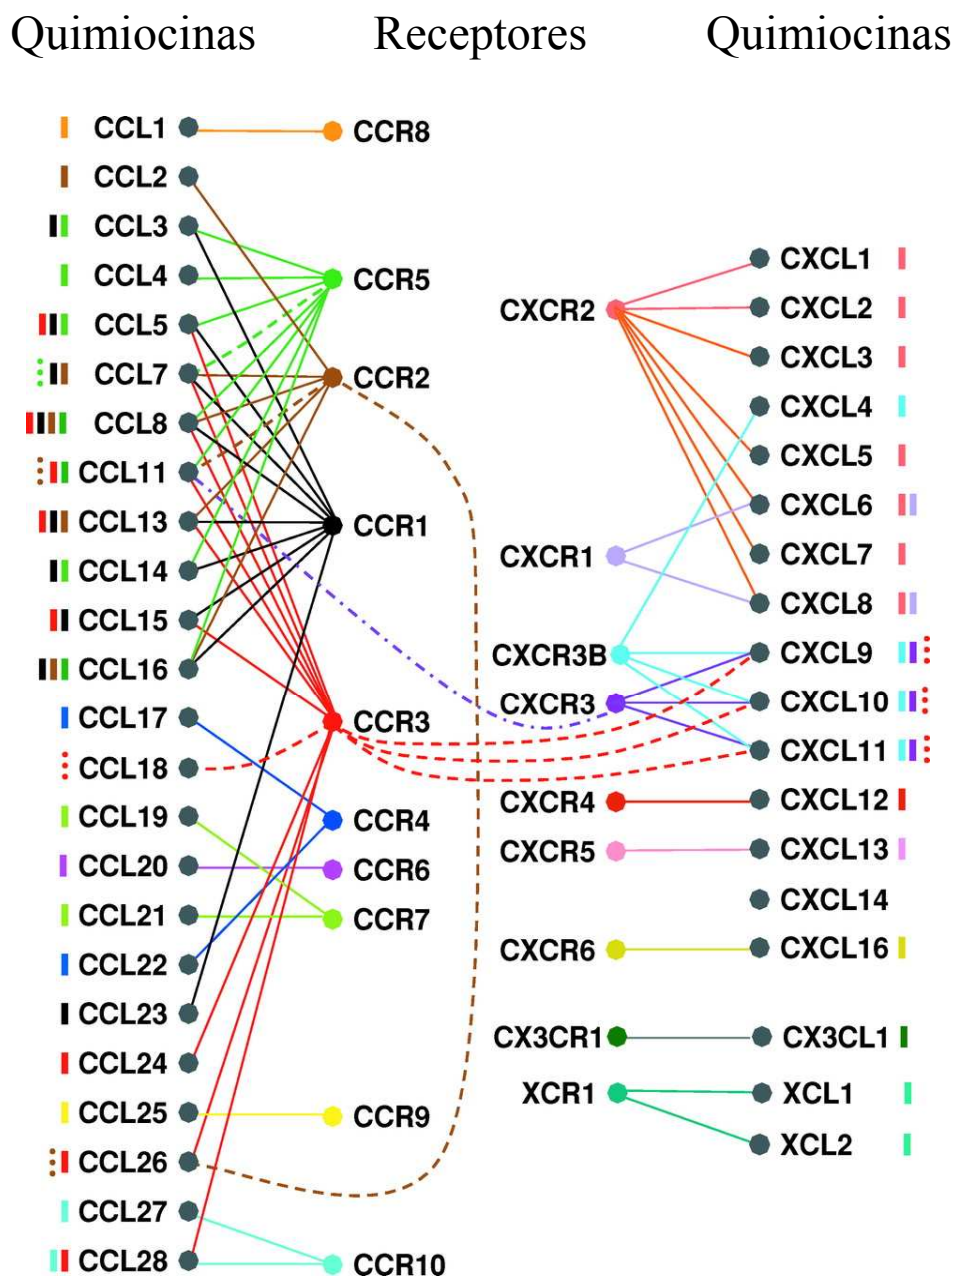 Quimiocinas Receptores Quimiocinas
CCL1
CCL2
CCL3
CCL4
CCL5
CCL7
CCL8
CCL11
CCL13
CCL14
CCL15
CCL16
CCL17
CCL18
CCL19
CCL20
CCL21
CCL22
CCL23
CCL24
CCL25
CCL26
CCL27
CCL28
CCR8
CCR5
CCR2
CCR1
CCR3
CCR4
CCR6
CCR7
CCR9
CCR10
CXCR2
CXCR1
CXCR3B
CXCR3
CXCR4
CXCR5
CXCR6
CX3CR1
XCR1
CXCL1
CXCL2
CXCL3
CXCL4
CXCL5
CXCL6
CXCL7
CXCL8
CXCL9
CXCL10
CXCL11
CXCL12
CXCL13
CXCL14
CXCL16
CX3CL1
XCL1
XCL2